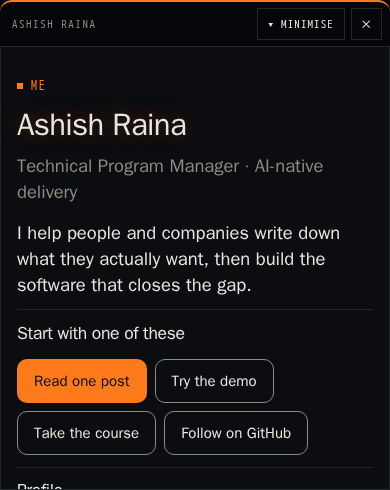 ASHISH RAINA
▾ MINIMISE ×
ME
Ashish Raina
Technical Program Manager · AI-native
delivery
I help people and companies write down
what they actually want, then build the
software that closes the gap.
Start with one of these
Read one post
Try the demo
Take the course
Follow on GitHub
Profile